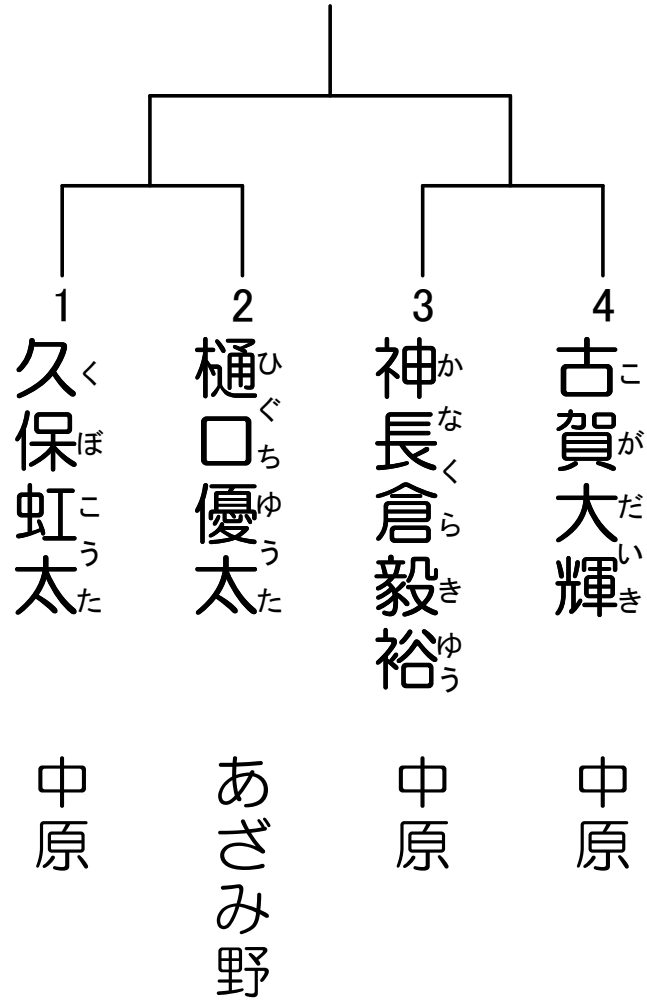 1
久保虹太
くぼこうた
中原
2
樋口優太
ひぐちゆうた
あざみ野
3
神長倉毅裕
かなくらきゆう
中原
4
古賀大輝
こがだいき
中原